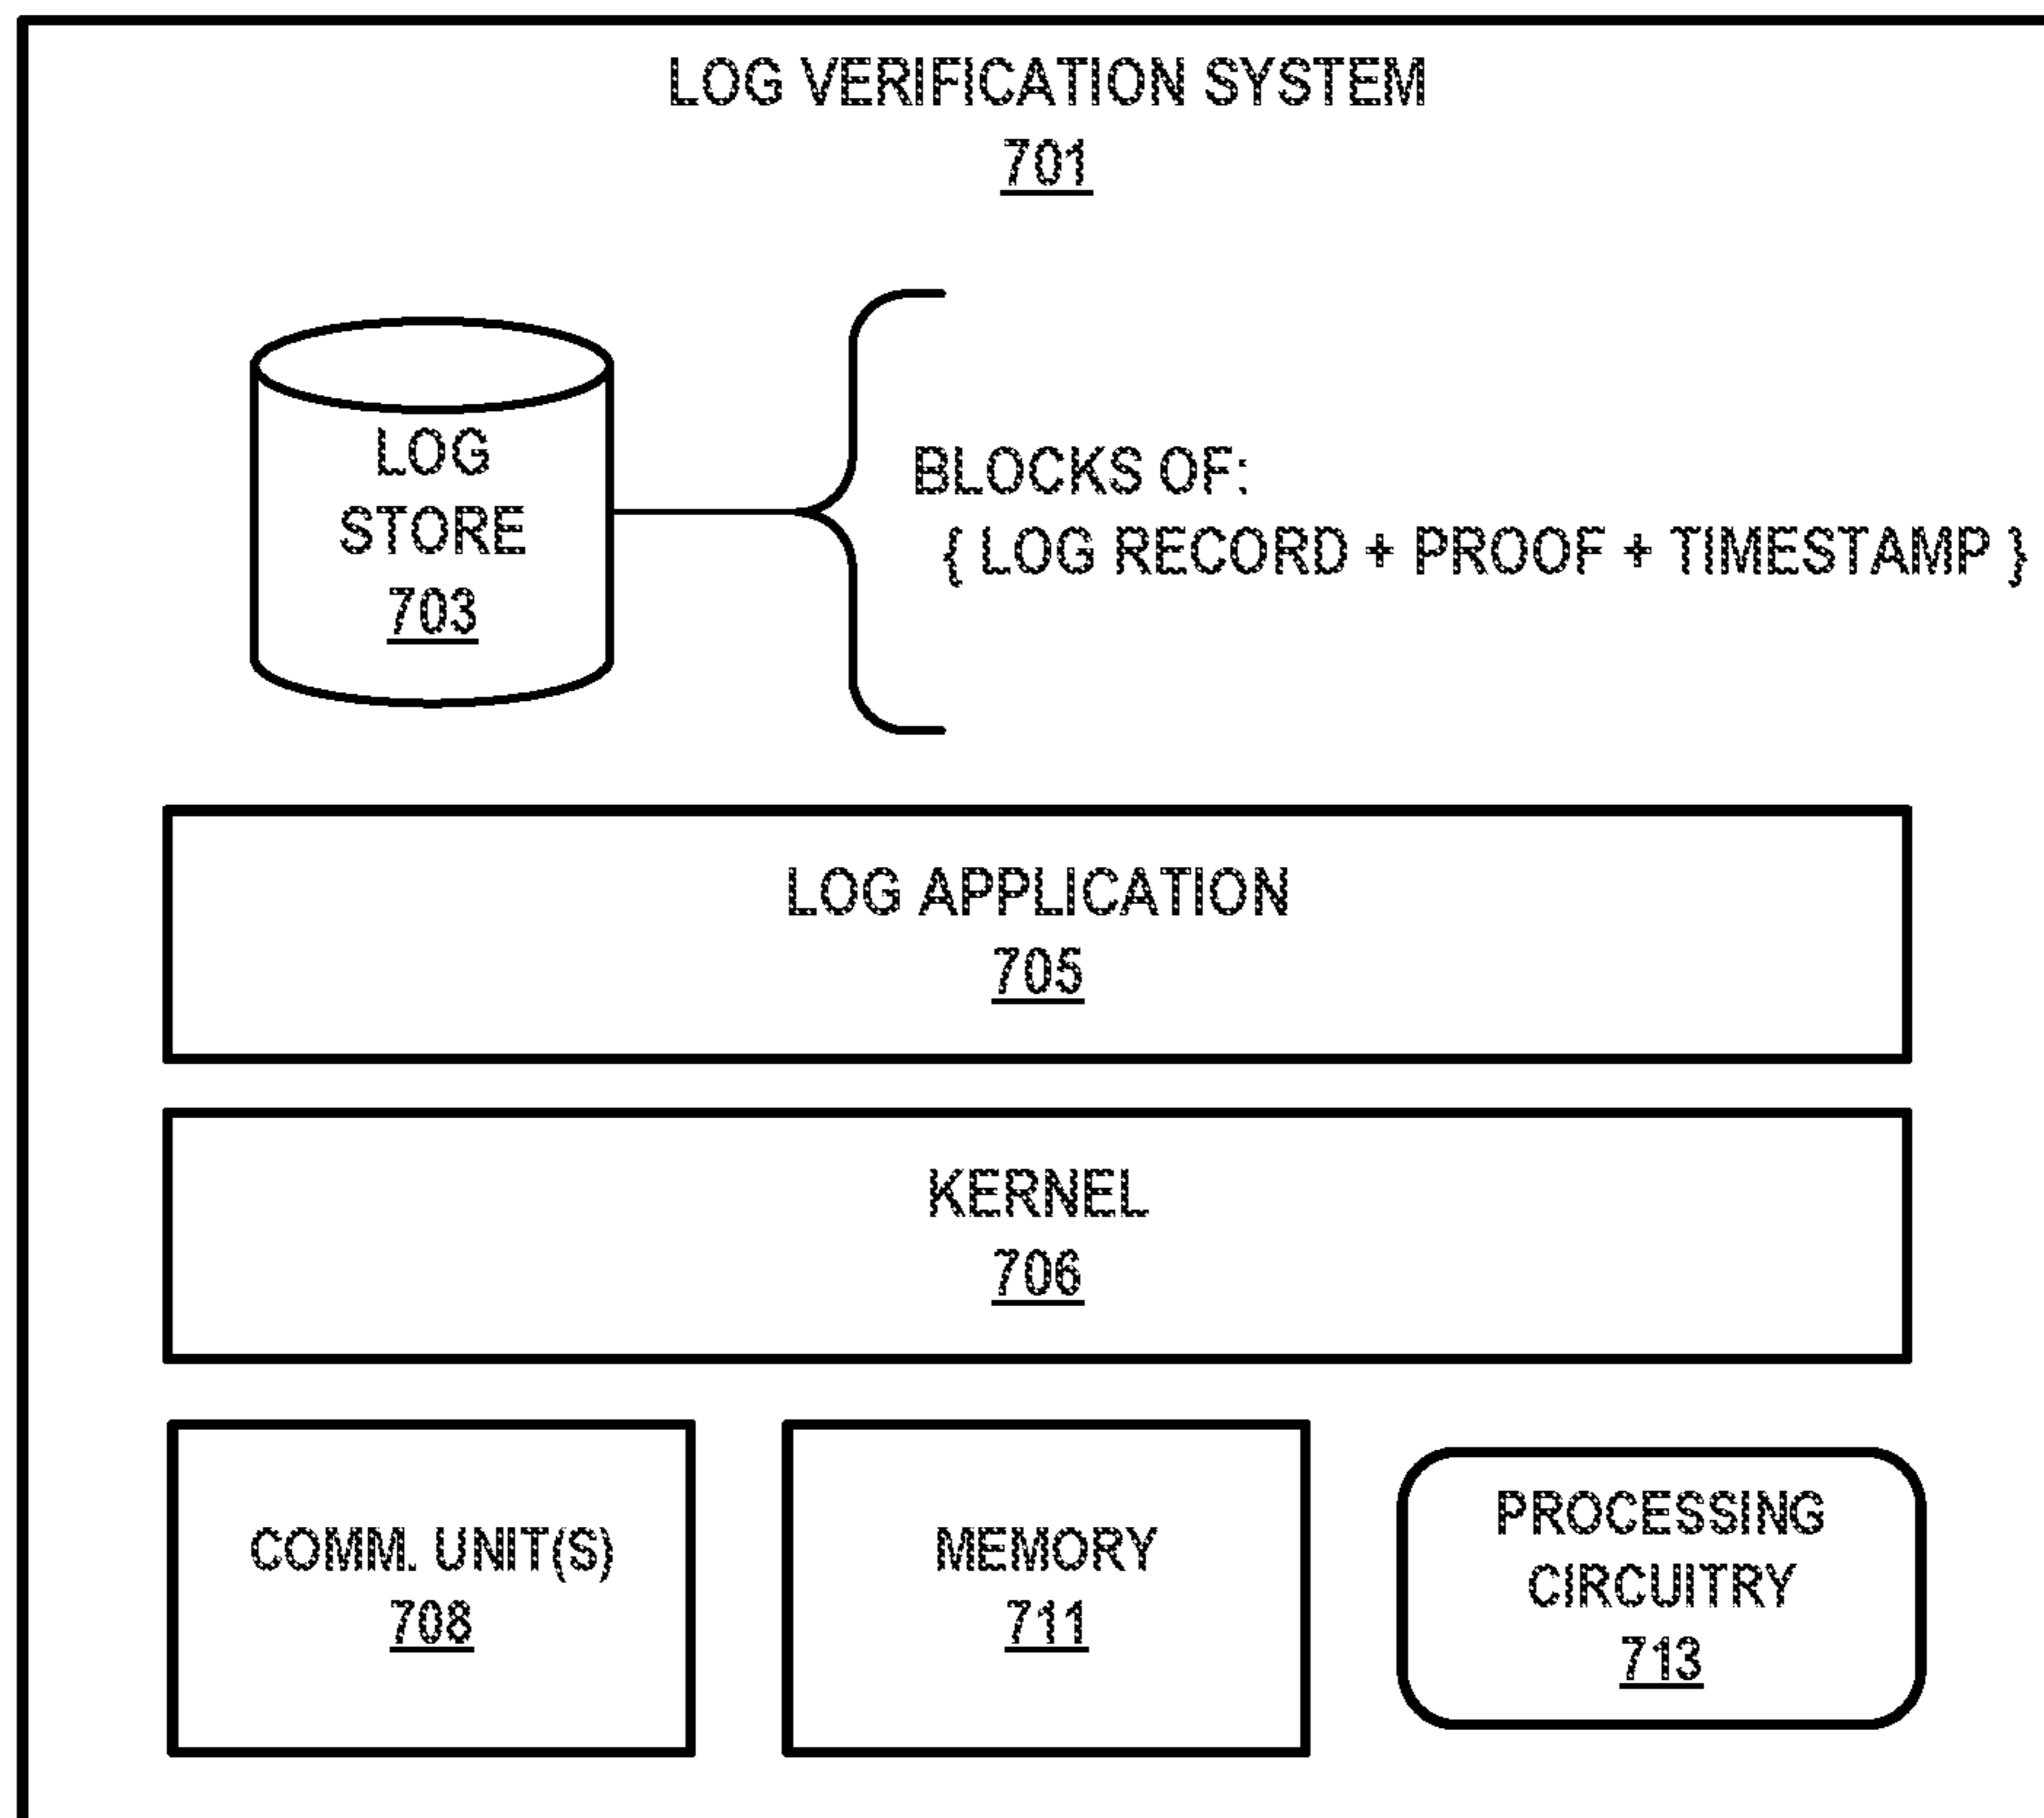 LOG VERIFICATION SYSTEM
701
LOG
STORE
703
BLOCKS OF:
{ LOG RECORD + PROOF + TIMESTAMP }
LOG APPLICATION
705
KERNEL
706
COMM. UNIT(S)
708
MEMORY
711
PROCESSING
CIRCUITRY
713